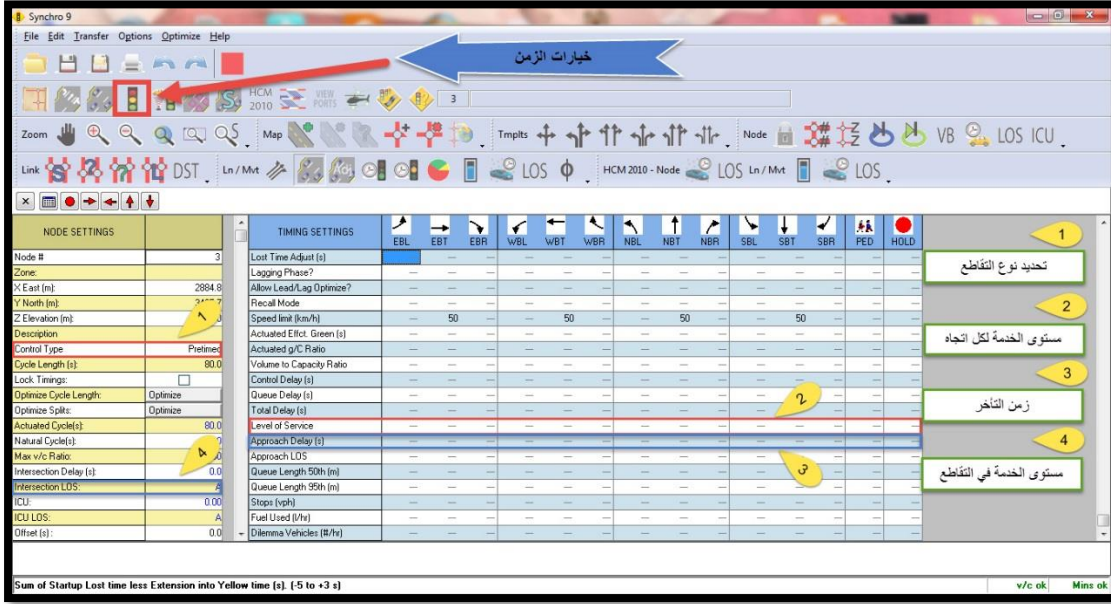 Synchro 9
File Edit Transfer Options Optimize Help
خيارات الزمن
HCM 2010 VIEW PORTS 3
Zoom Map Tmplts Node VB LOS ICU
Link DST Ln / Mvt LOS Φ HCM 2010 - Node LOS Ln / Mvt LOS
NODE SETTINGS
Node # 3
Zone:
X East (m): 2884.8
Y North (m):
Z Elevation (m):
Description
Control Type Pretimed
Cycle Length (s): 80.0
Lock Timings:
Optimize Cycle Length: Optimize
Optimize Splits: Optimize
Actuated Cycle(s): 80.0
Natural Cycle(s):
Max v/c Ratio:
Intersection Delay (s): 0.0
Intersection LOS: A
ICU: 0.00
ICU LOS: A
Offset (s) : 0.0
1
4
TIMING SETTINGS EBL EBT EBR WBL WBT WBR NBL NBT NBR SBL SBT SBR PED HOLD
Lost Time Adjust (s) — — — — — — — — — — — — —
Lagging Phase? — — — — — — — — — — — — — —
Allow Lead/Lag Optimize? — — — — — — — — — — — — — —
Recall Mode — — — — — — — — — — — — — —
Speed limit (km/h) — 50 — — 50 — — 50 — — 50 — — —
Actuated Effct. Green (s) — — — — — — — — — — — — — —
Actuated g/C Ratio — — — — — — — — — — — — — —
Volume to Capacity Ratio — — — — — — — — — — — — — —
Control Delay (s) — — — — — — — — — — — — — —
Queue Delay (s) — — — — — — — — — — — — — —
Total Delay (s) — — — — — — — — — — — — — —
Level of Service — — — — — — — — — — — — — —
Approach Delay (s) — — — — — — — — — — — — — —
Approach LOS — — — — — — — — — — — — — —
Queue Length 50th (m) — — — — — — — — — — — — — —
Queue Length 95th (m) — — — — — — — — — — — — — —
Stops (vph) — — — — — — — — — — — — — —
Fuel Used (l/hr) — — — — — — — — — — — — — —
Dilemma Vehicles (#/hr) — — — — — — — — — — — — — —
2
3
1
تحديد نوع التقاطع
2
مستوى الخدمة لكل اتجاه
3
زمن التأخر
4
مستوى الخدمة في التقاطع
Sum of Startup Lost time less Extension into Yellow time (s). (-5 to +3 s) v/c ok Mins ok